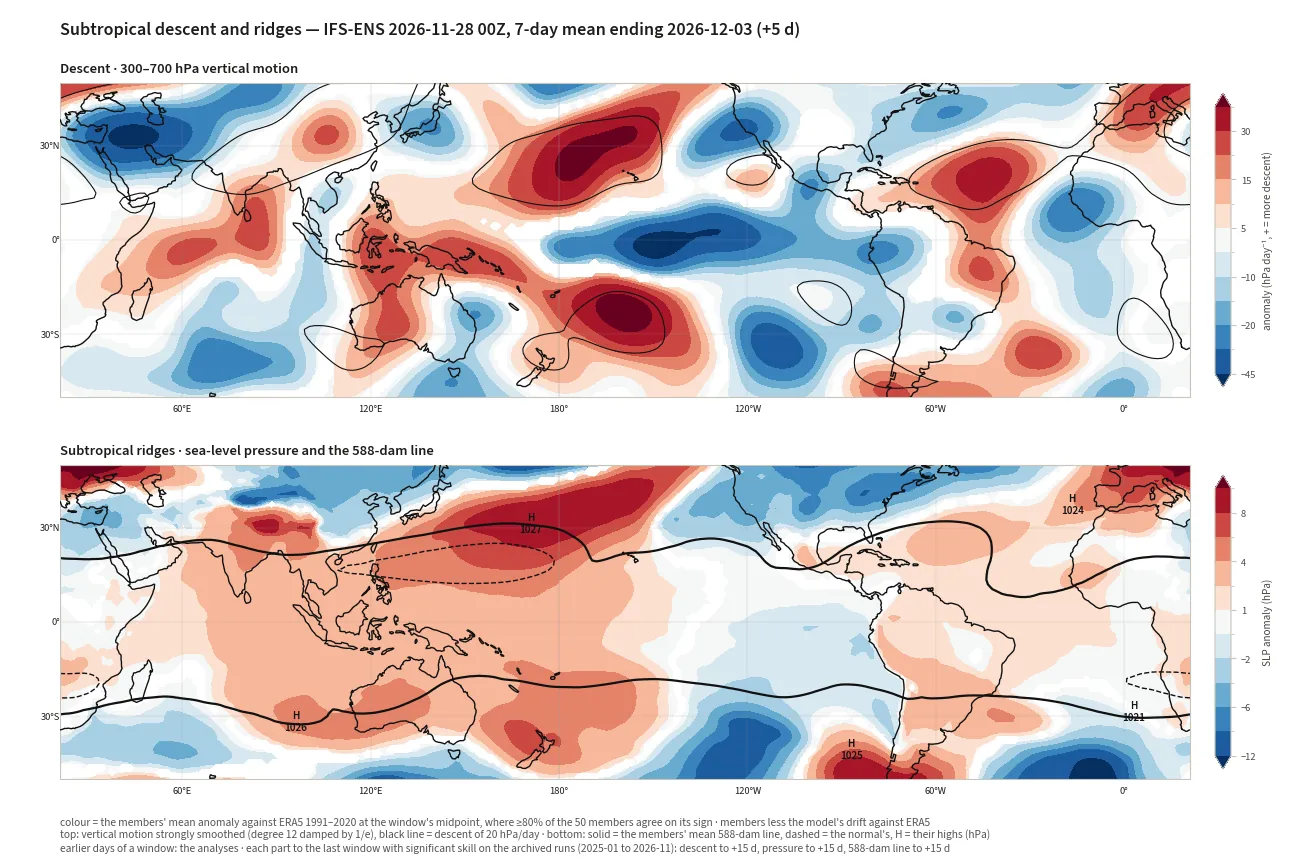 Subtropical descent and ridges — IFS-ENS 2026-11-28 00Z, 7-day mean ending 2026-12-03 (+5 d)
Descent · 300–700 hPa vertical motion
30°N
0°
30°S
60°E
120°E
180°
120°W
60°W
0°
30
15
5
−10
−20
−45
anomaly (hPa day⁻¹, + = more descent)
Subtropical ridges · sea-level pressure and the 588-dam line
30°N
0°
30°S
H
1027
H
1024
H
1026
H
1025
H
1021
60°E
120°E
180°
120°W
60°W
0°
8
4
1
−2
−6
−12
SLP anomaly (hPa)
colour = the members' mean anomaly against ERA5 1991–2020 at the window's midpoint, where ≥80% of the 50 members agree on its sign · members less the model's drift against ERA5
top: vertical motion strongly smoothed (degree 12 damped by 1/e), black line = descent of 20 hPa/day · bottom: solid = the members' mean 588-dam line, dashed = the normal's, H = their highs (hPa)
earlier days of a window: the analyses · each part to the last window with significant skill on the archived runs (2025-01 to 2026-11): descent to +15 d, pressure to +15 d, 588-dam line to +15 d